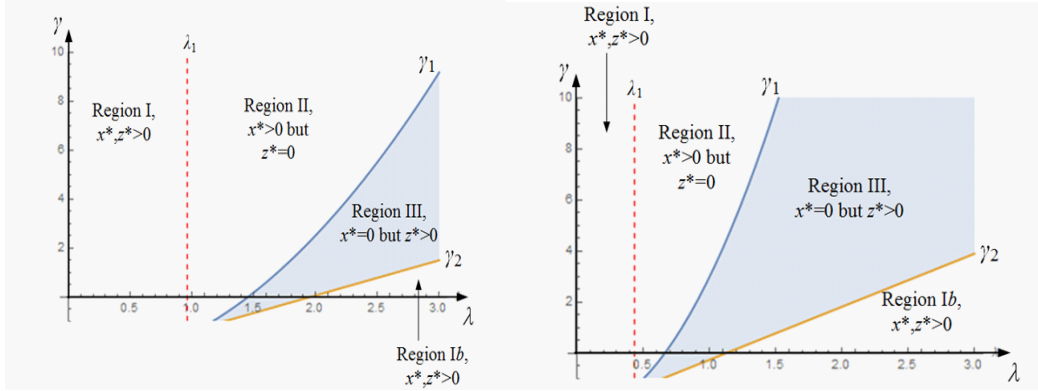 γ
10
8
6
4
2
0.5
1.0
1.5
2.0
2.5
3.0
λ
λ1
γ1
γ2
Region I,
x*,z*>0
Region II,
x*>0 but
z*=0
Region III,
x*=0 but z*>0
Region Ib,
x*,z*>0
Region I,
x*,z*>0
γ
10
8
6
4
2
0.5
1.0
1.5
2.0
2.5
3.0
λ
λ1
γ1
γ2
Region II,
x*>0 but
z*=0
Region III,
x*=0 but z*>0
Region Ib,
x*,z*>0